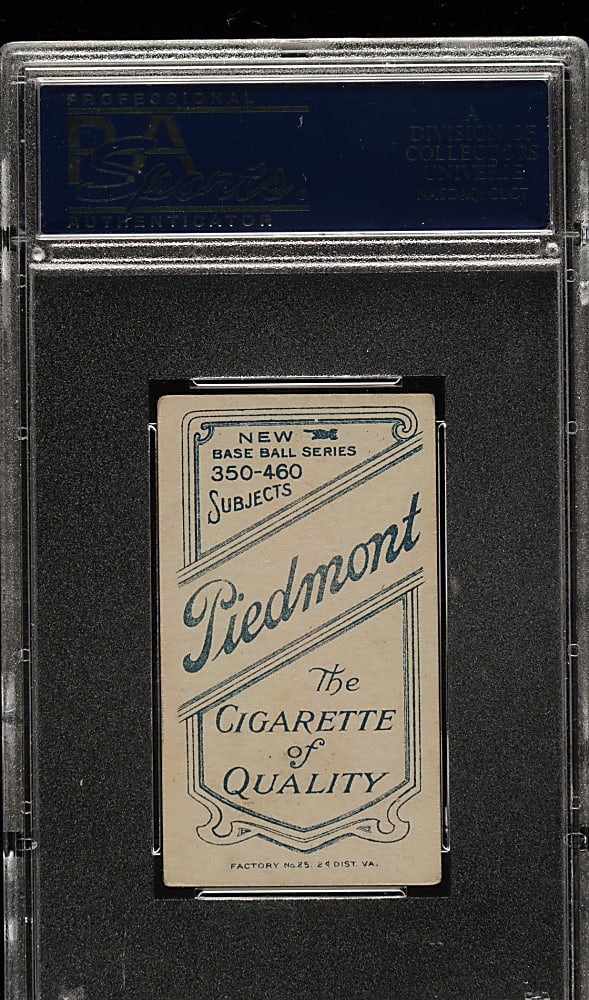 PROFESSIONAL
PSA
Sports
AUTHENTICATOR
A
DIVISION OF
COLLECTORS
UNIVERSE
NASDAQ: CLCT
NEW
BASE BALL SERIES
350-460
SUBJECTS
Piedmont
The
CIGARETTE
of
QUALITY
FACTORY No. 25. 2d DIST. VA.